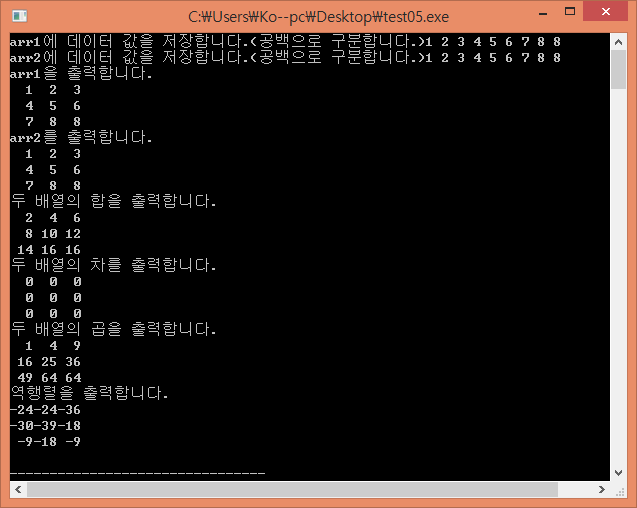 C:\Users\Ko--pc\Desktop\test05.exe
arr1에 데이터 값을 저장합니다.(공백으로 구분합니다.)1 2 3 4 5 6 7 8 8
arr2에 데이터 값을 저장합니다.(공백으로 구분합니다.)1 2 3 4 5 6 7 8 8
arr1을 출력합니다.
  1  2  3
  4  5  6
  7  8  8
arr2를 출력합니다.
  1  2  3
  4  5  6
  7  8  8
두 배열의 합을 출력합니다.
  2  4  6
  8 10 12
 14 16 16
두 배열의 차를 출력합니다.
  0  0  0
  0  0  0
  0  0  0
두 배열의 곱을 출력합니다.
  1  4  9
 16 25 36
 49 64 64
역행렬을 출력합니다.
-24-24-36
-30-39-18
 -9-18 -9
--------------------------------